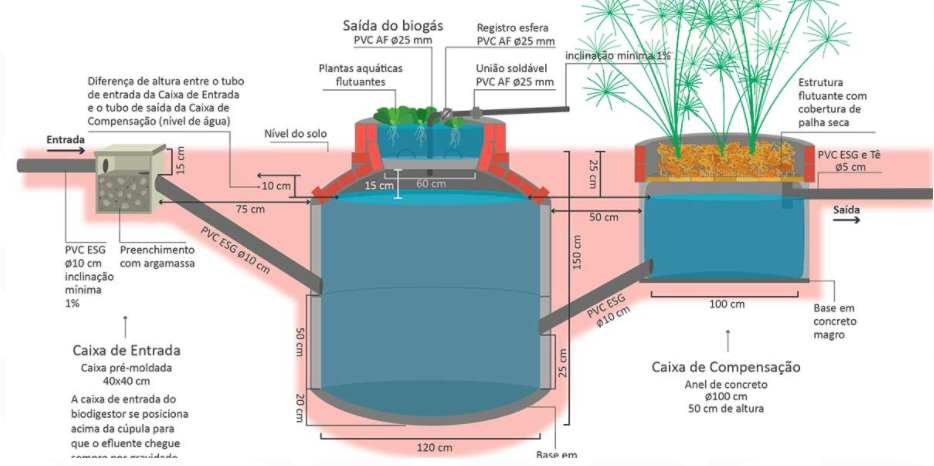 Saída do biogás
PVC AF ø25 mm
Registro esfera
PVC AF ø25 mm
inclinação mínima 1%
Plantas aquáticas
flutuantes
União soldável
PVC AF ø25 mm
Diferença de altura entre o tubo
de entrada da Caixa de Entrada
e o tubo de saída da Caixa de
Compensação (nível de água)
Estrutura
flutuante com
cobertura de
palha seca
Nível do solo
Entrada
15 cm
10 cm
75 cm
15 cm
60 cm
25 cm
50 cm
PVC ESG e Tê
ø5 cm
Saída
PVC ESG
ø10 cm
inclinação
mínima
1%
Preenchimento
com argamassa
PVC ESG ø10 cm
150 cm
PVC ESG
ø10 cm
100 cm
Base em
concreto
magro
50 cm
25 cm
20 cm
120 cm
Base em
Caixa de Entrada
Caixa pré-moldada
40x40 cm
A caixa de entrada do
biodigestor se posiciona
acima da cúpula para
que o efluente chegue
sempre por gravidade
Caixa de Compensação
Anel de concreto
ø100 cm
50 cm de altura